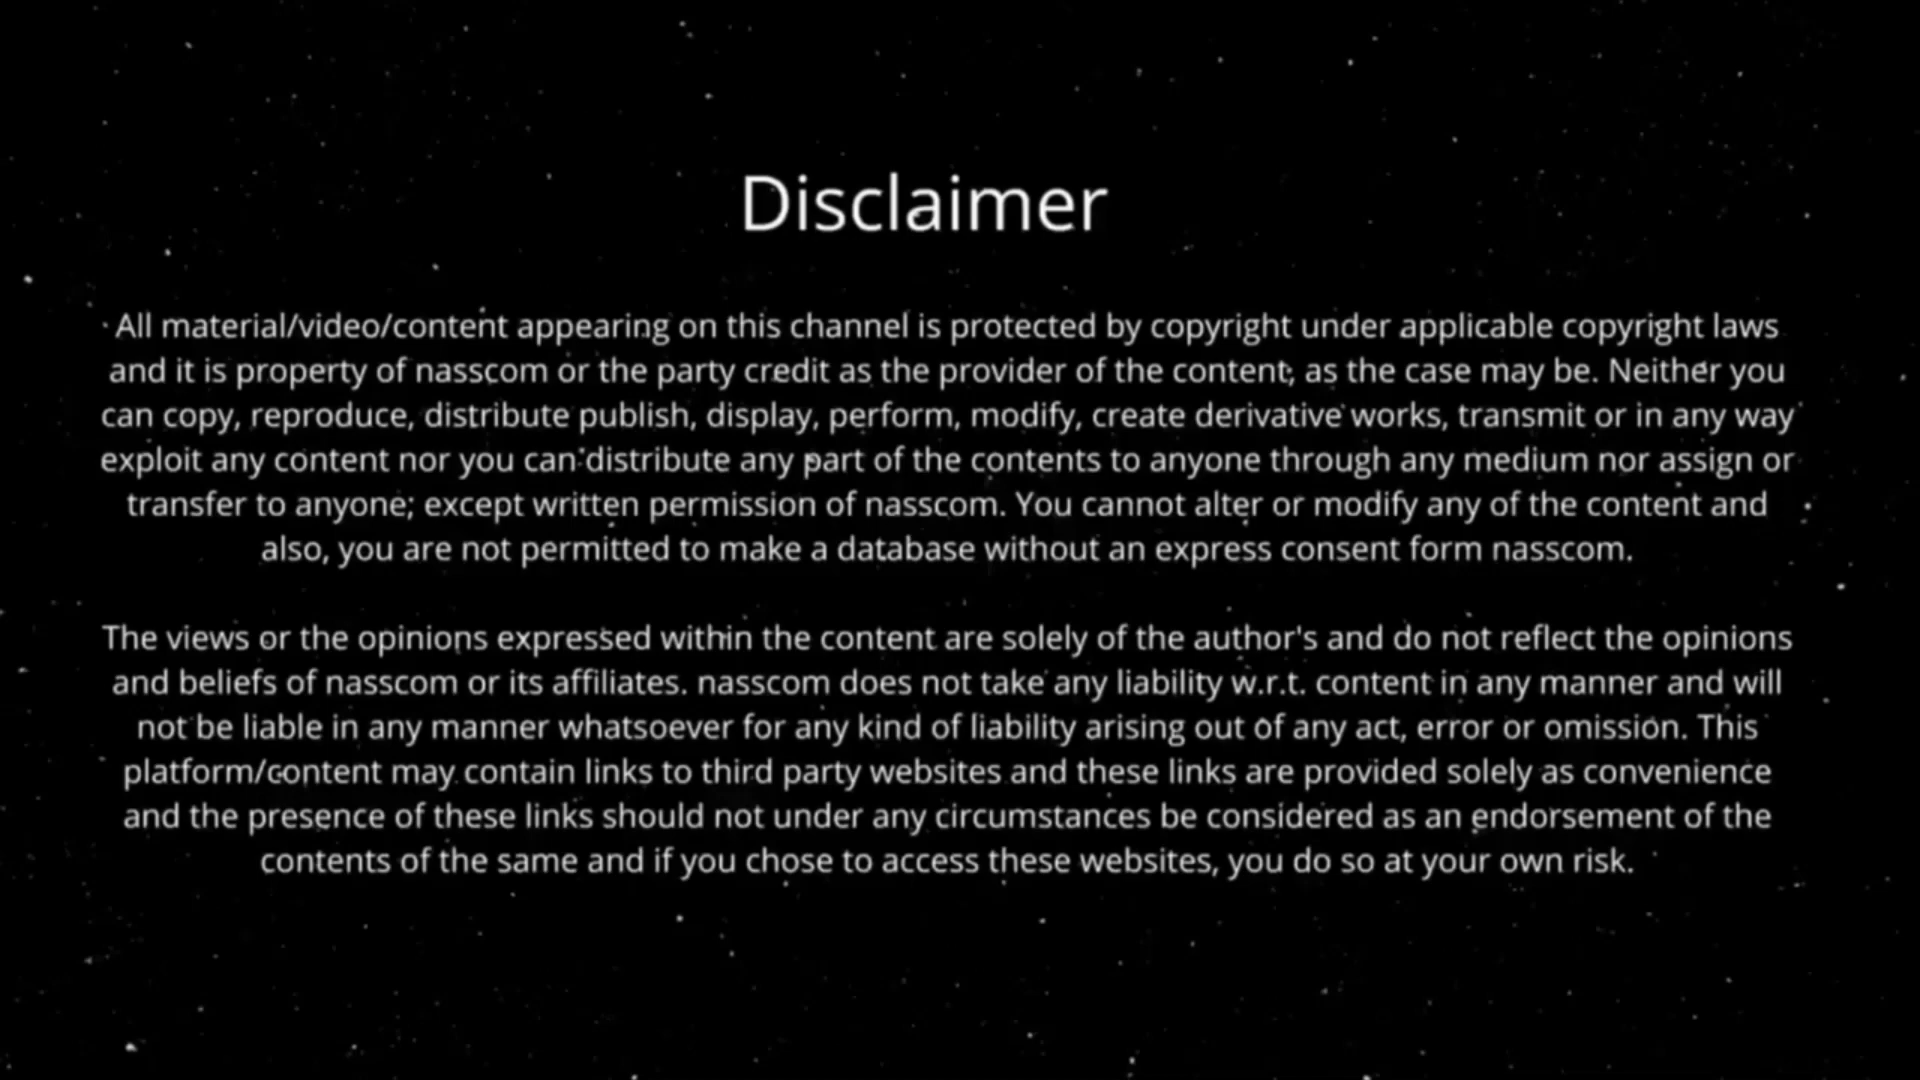 Disclaimer
All material/video/content appearing on this channel is protected by copyright under applicable copyright laws
and it is property of nasscom or the party credit as the provider of the content, as the case may be. Neither you
can copy, reproduce, distribute publish, display, perform, modify, create derivative works, transmit or in any way
exploit any content nor you can distribute any part of the contents to anyone through any medium nor assign or
transfer to anyone; except written permission of nasscom. You cannot alter or modify any of the content and
also, you are not permitted to make a database without an express consent form nasscom.
The views or the opinions expressed within the content are solely of the author's and do not reflect the opinions
and beliefs of nasscom or its affiliates. nasscom does not take any liability w.r.t. content in any manner and will
not be liable in any manner whatsoever for any kind of liability arising out of any act, error or omission. This
platform/content may contain links to third party websites and these links are provided solely as convenience
and the presence of these links should not under any circumstances be considered as an endorsement of the
contents of the same and if you chose to access these websites, you do so at your own risk.